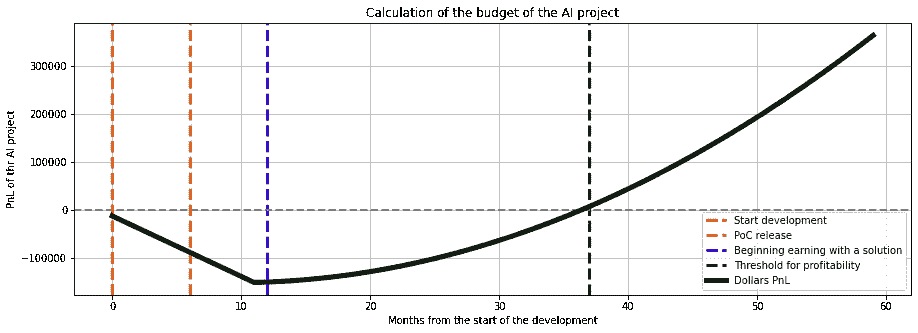 Calculation of the budget of the AI project
PnL of thr AI project
300000
200000
100000
0
−100000
0
10
20
30
40
50
60
Months from the start of the development
Start development
PoC release
Beginning earning with a solution
Threshold for profitability
Dollars PnL